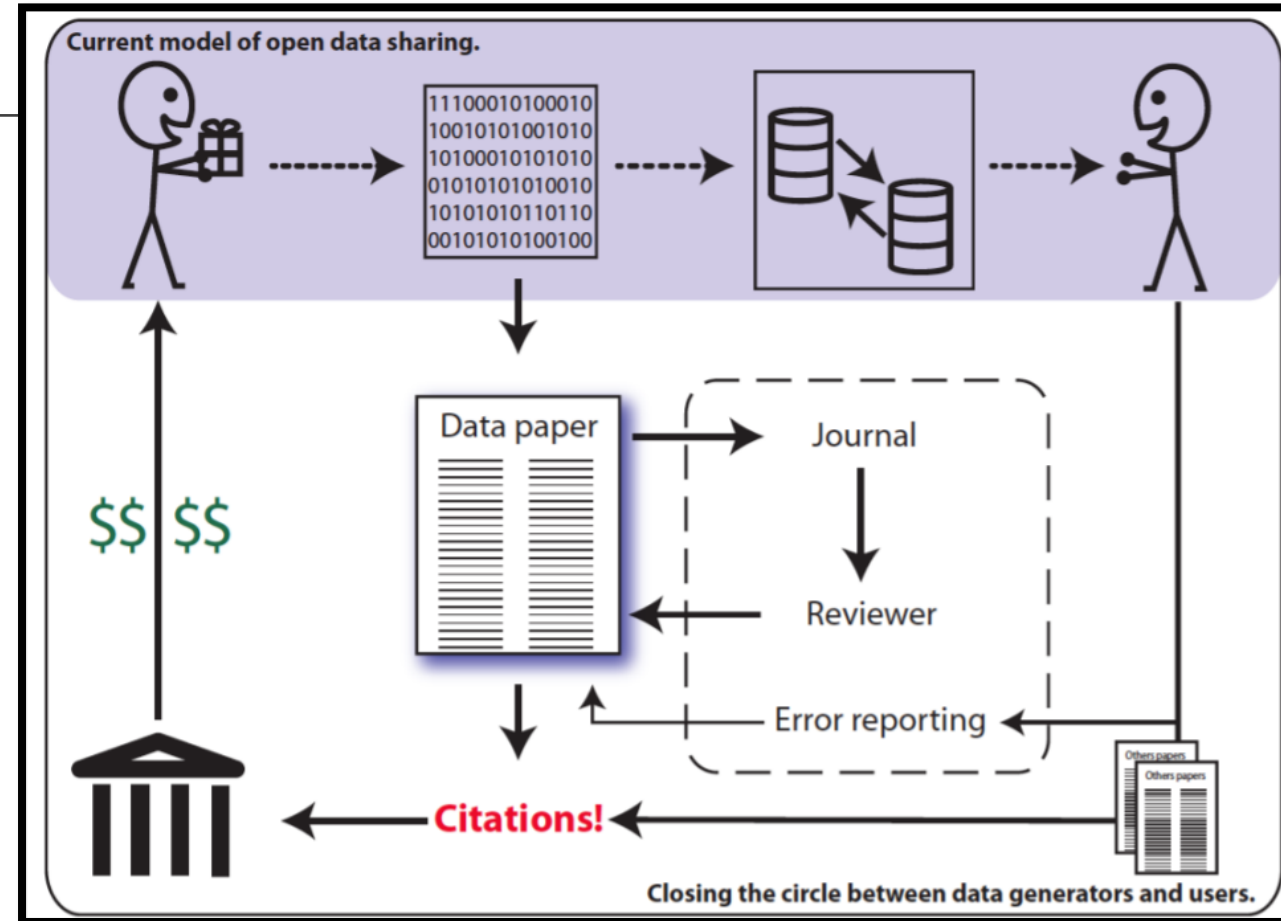 Current model of open data sharing.
11100010100010
10010101001010
10100010101010
01010101010010
10101010110110
00101010100100
Data paper
Journal
$$ $$
Reviewer
Error reporting
Others papers
Others papers
Citations!
Closing the circle between data generators and users.